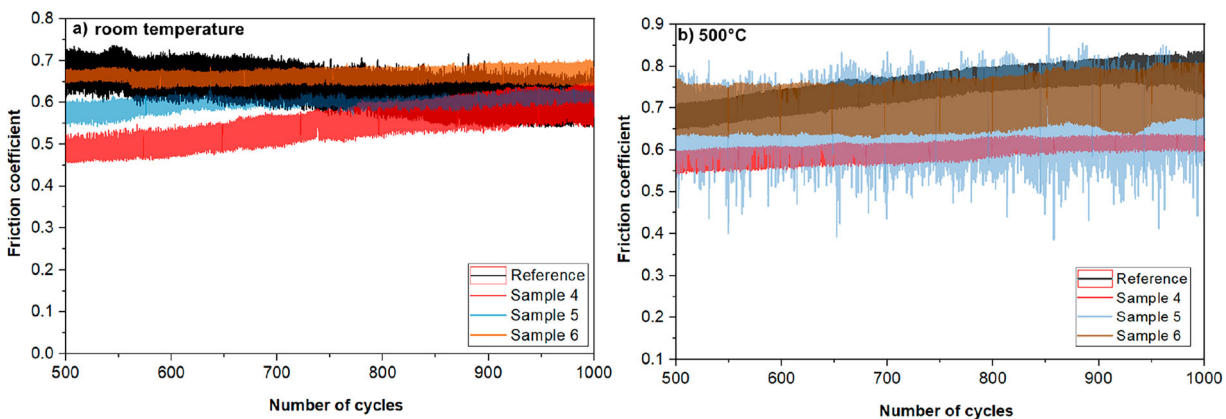 a) room temperature
0.8
0.7
0.6
0.5
0.4
0.3
0.2
0.1
0.0
Friction coefficient
500
600
700
800
900
1000
Number of cycles
Reference
Sample 4
Sample 5
Sample 6
b) 500°C
0.9
0.8
0.7
0.6
0.5
0.4
0.3
0.2
0.1
Friction coefficient
500
600
700
800
900
1000
Number of cycles
Reference
Sample 4
Sample 5
Sample 6